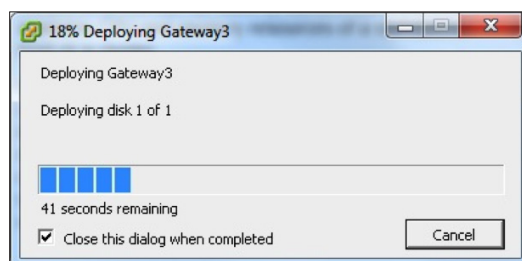 18% Deploying Gateway3
Deploying Gateway3
Deploying disk 1 of 1
41 seconds remaining
Close this dialog when completed
Cancel